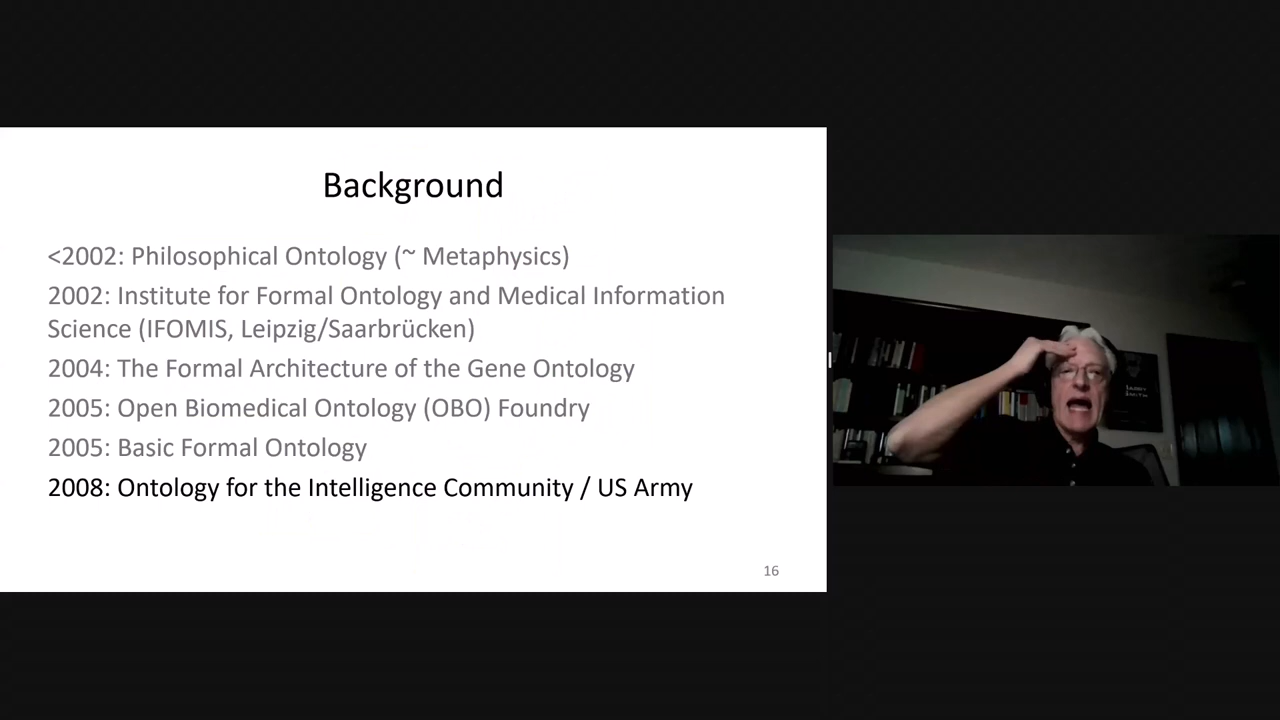 Background
<2002: Philosophical Ontology (~ Metaphysics)
2002: Institute for Formal Ontology and Medical Information
Science (IFOMIS, Leipzig/Saarbrücken)
2004: The Formal Architecture of the Gene Ontology
2005: Open Biomedical Ontology (OBO) Foundry
2005: Basic Formal Ontology
2008: Ontology for the Intelligence Community / US Army
16